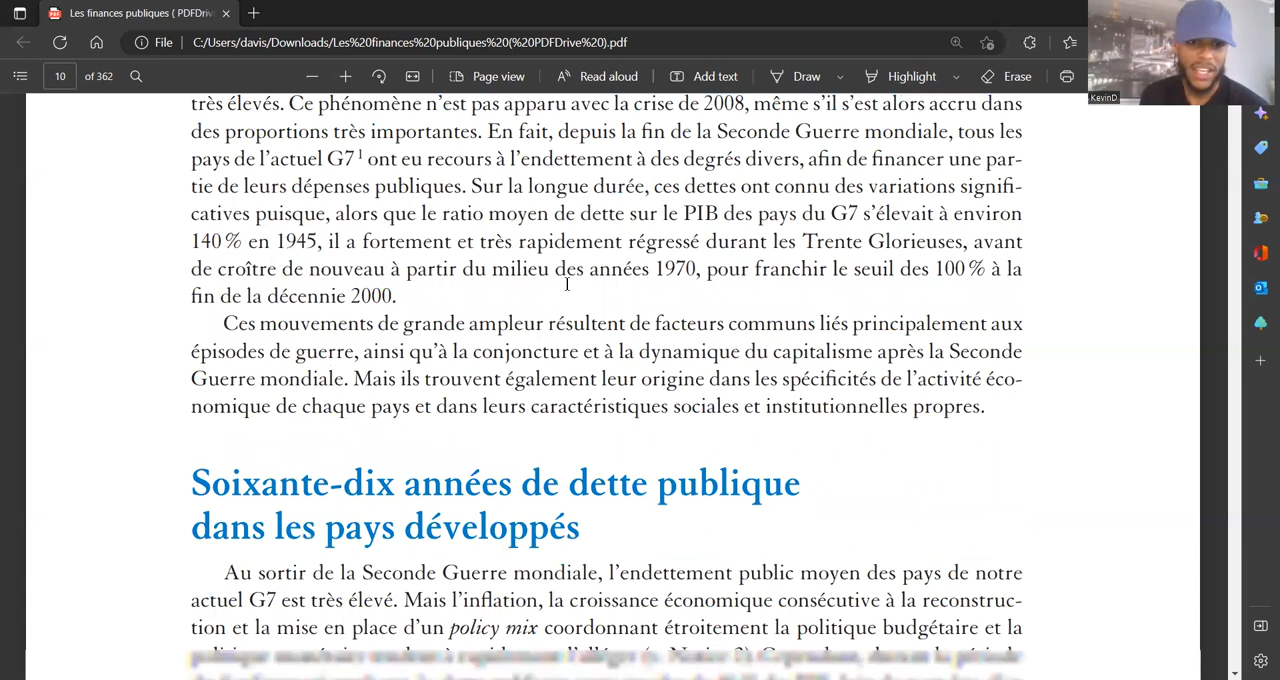 Les finances publiques ( PDFDriv
File
C:/Users/davis/Downloads/Les%20finances%20publiques%20(%20PDFDrive%20).pdf
10 of 362
Page view
Read aloud
Add text
Draw
Highlight
Erase
KevinD
très élevés. Ce phénomène n’est pas apparu avec la crise de 2008, même s’il s’est alors accru dans
des proportions très importantes. En fait, depuis la fin de la Seconde Guerre mondiale, tous les
pays de l’actuel G7 1 ont eu recours à l’endettement à des degrés divers, afin de financer une par-
tie de leurs dépenses publiques. Sur la longue durée, ces dettes ont connu des variations signifi-
catives puisque, alors que le ratio moyen de dette sur le PIB des pays du G7 s’élevait à environ
140 % en 1945, il a fortement et très rapidement régressé durant les Trente Glorieuses, avant
de croître de nouveau à partir du milieu des années 1970, pour franchir le seuil des 100 % à la
fin de la décennie 2000.
Ces mouvements de grande ampleur résultent de facteurs communs liés principalement aux
épisodes de guerre, ainsi qu’à la conjoncture et à la dynamique du capitalisme après la Seconde
Guerre mondiale. Mais ils trouvent également leur origine dans les spécificités de l’activité éco-
nomique de chaque pays et dans leurs caractéristiques sociales et institutionnelles propres.
Soixante-dix années de dette publique
dans les pays développés
Au sortir de la Seconde Guerre mondiale, l’endettement public moyen des pays de notre
actuel G7 est très élevé. Mais l’inflation, la croissance économique consécutive à la reconstruc-
tion et la mise en place d’un policy mix coordonnant étroitement la politique budgétaire et la